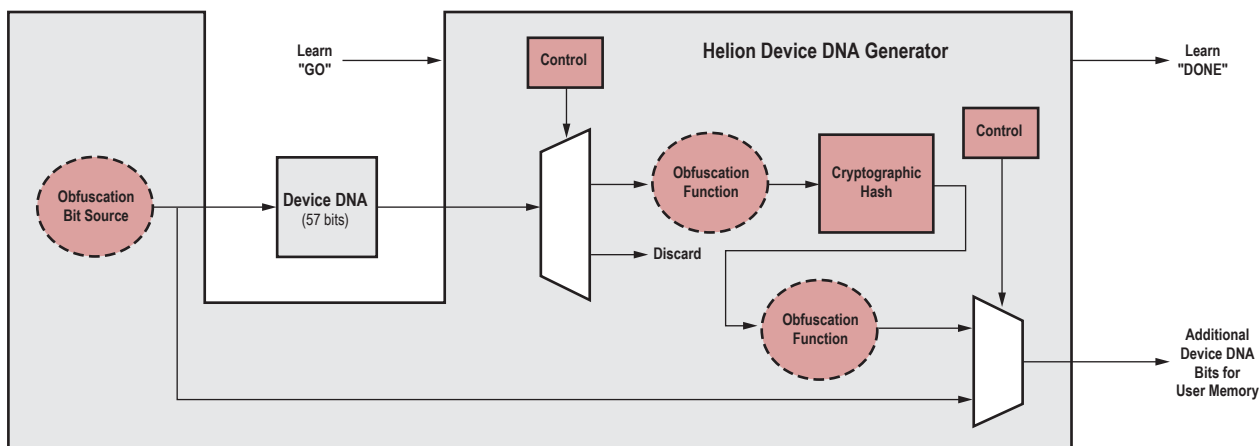 Learn
"GO"
Control
Helion Device DNA Generator
Learn
"DONE"
Control
Obfuscation
Bit Source
Device DNA
(57 bits)
Obfuscation
Function
Cryptographic
Hash
Discard
Obfuscation
Function
Additional
Device DNA
Bits for
User Memory